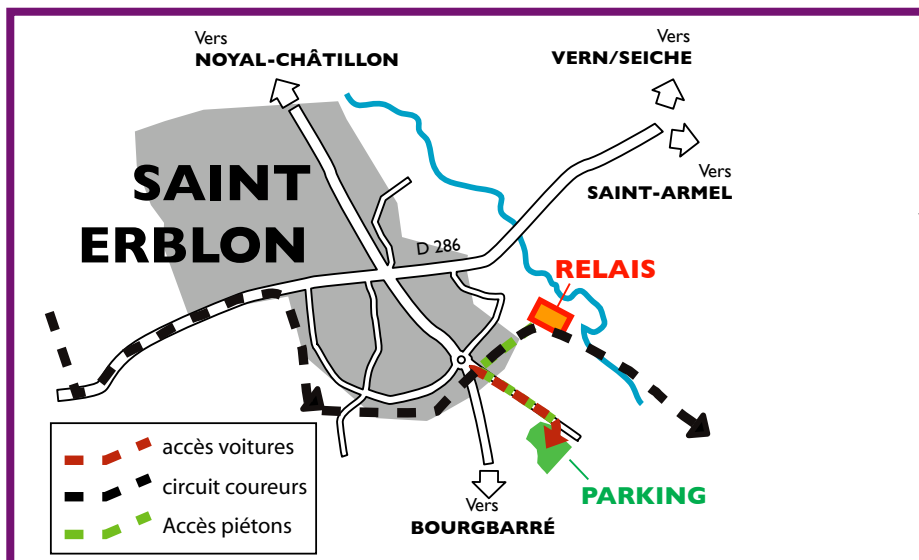 Vers
NOYAL-CHÂTILLON
Vers
VERN/SEICHE
Vers
SAINT-ARMEL
SAINT
ERBLON
D 286
RELAIS
accès voitures
circuit coureurs
Accès piétons
PARKING
Vers
BOURGBARRÉ